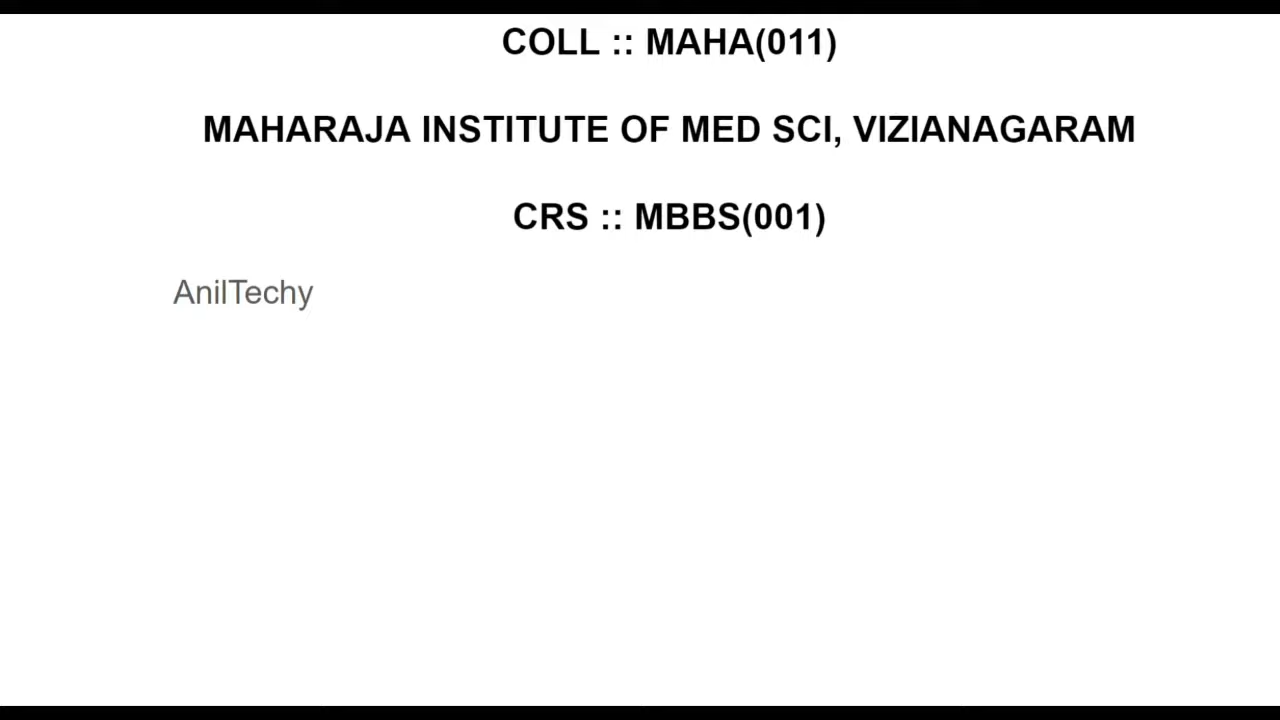 COLL :: MAHA(011)
MAHARAJA INSTITUTE OF MED SCI, VIZIANAGARAM
CRS :: MBBS(001)
AnilTechy